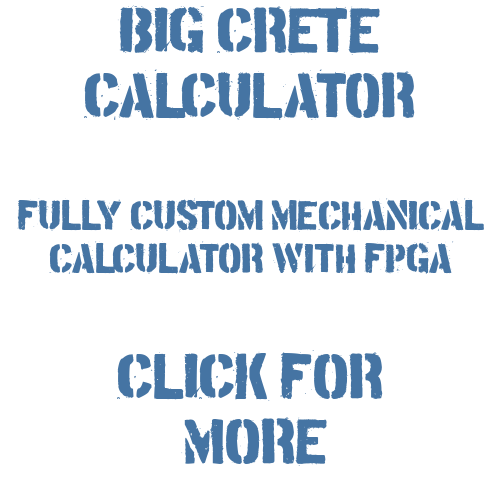 BIG CRETE
CALCULATOR
FULLY CUSTOM MECHANICAL
CALCULATOR WITH FPGA
CLICK FOR
MORE